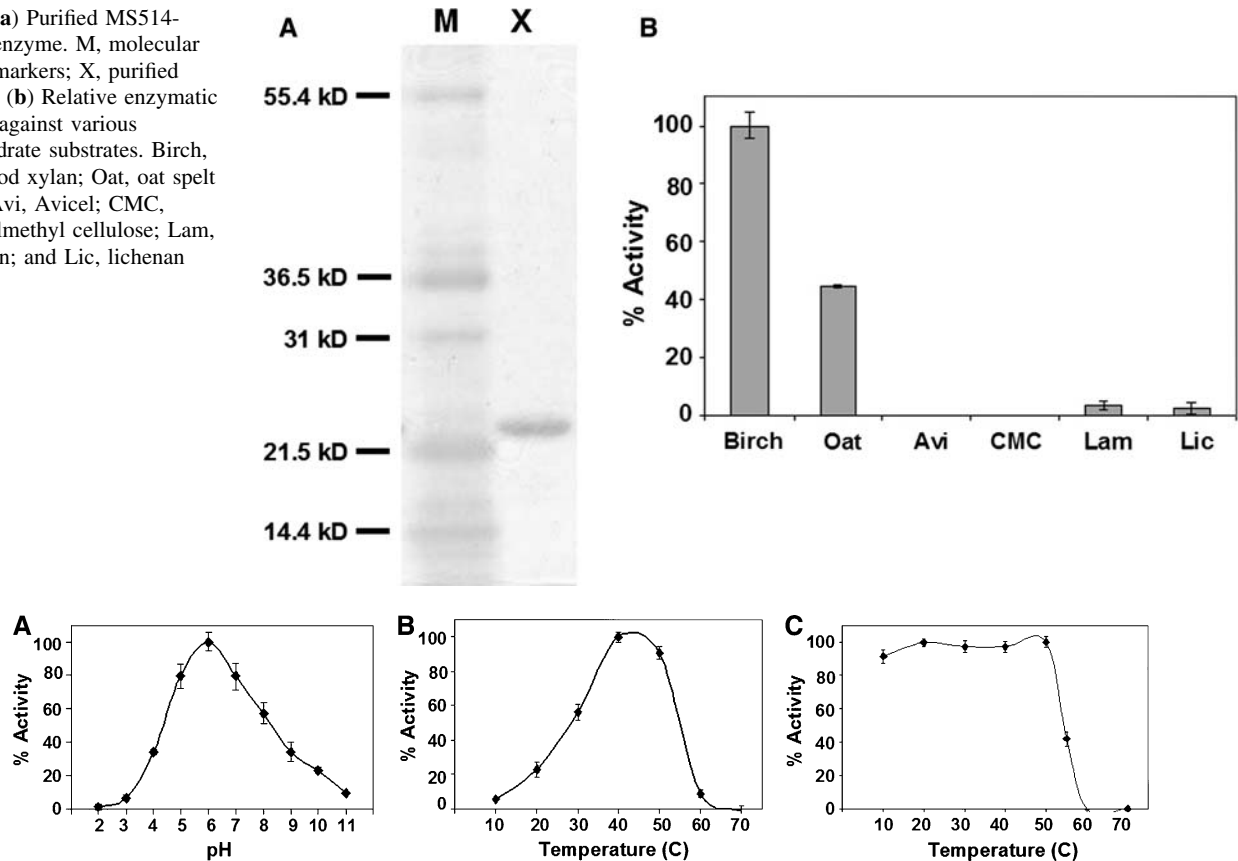 a) Purified MS514-
enzyme. M, molecular
markers; X, purified
(b) Relative enzymatic
against various
drate substrates. Birch,
od xylan; Oat, oat spelt
Avi, Avicel; CMC,
lmethyl cellulose; Lam,
n; and Lic, lichenan
A
M X
55.4 kD
36.5 kD
31 kD
21.5 kD
14.4 kD
B
% Activity
100
80
60
40
20
0
Birch Oat Avi CMC Lam Lic
A
% Activity
100
80
60
40
20
0
2 3 4 5 6 7 8 9 10 11
pH
B
% Activity
100
80
60
40
20
0
10 20 30 40 50 60 70
Temperature (C)
C
% Activity
100
80
60
40
20
0
10 20 30 40 50 60 70
Temperature (C)